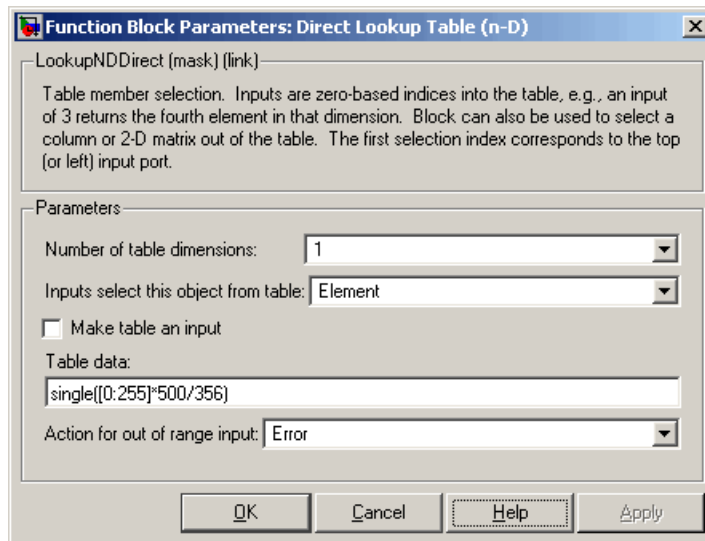 Function Block Parameters: Direct Lookup Table (n-D)
LookupNDDirect (mask) (link)
Table member selection. Inputs are zero-based indices into the table, e.g., an input
of 3 returns the fourth element in that dimension. Block can also be used to select a
column or 2-D matrix out of the table. The first selection index corresponds to the top
(or left) input port.
Parameters
Number of table dimensions: 1
Inputs select this object from table: Element
Make table an input
Table data:
single([0:255]*500/356)
Action for out of range input: Error
OK Cancel Help Apply